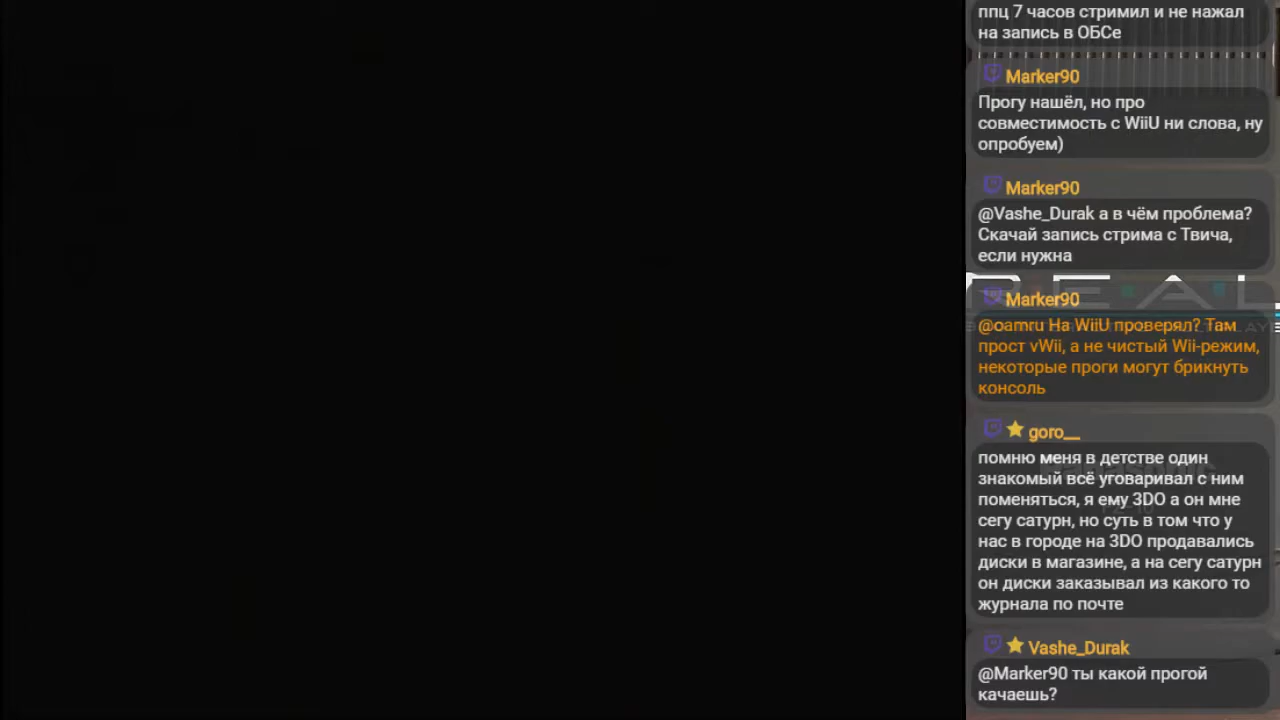 ппц 7 часов стримил и не нажал
на запись в ОБСе
Marker90
Прогу нашёл, но про
совместимость с WiiU ни слова, ну
опробуем)
Marker90
@Vashe_Durak а в чём проблема?
Скачай запись стрима с Твича,
если нужна
REAL
Marker90
@oamru На WiiU проверял? Там
прост vWii, а не чистый Wii-режим,
некоторые проги могут брикнуть
консоль
goro__
помню меня в детстве один
знакомый всё уговаривал с ним
поменяться, я ему 3DO а он мне
сегу сатурн, но суть в том что у
нас в городе на 3DO продавались
диски в магазине, а на сегу сатурн
он диски заказывал из какого то
журнала по почте
Vashe_Durak
@Marker90 ты какой прогой
качаешь?